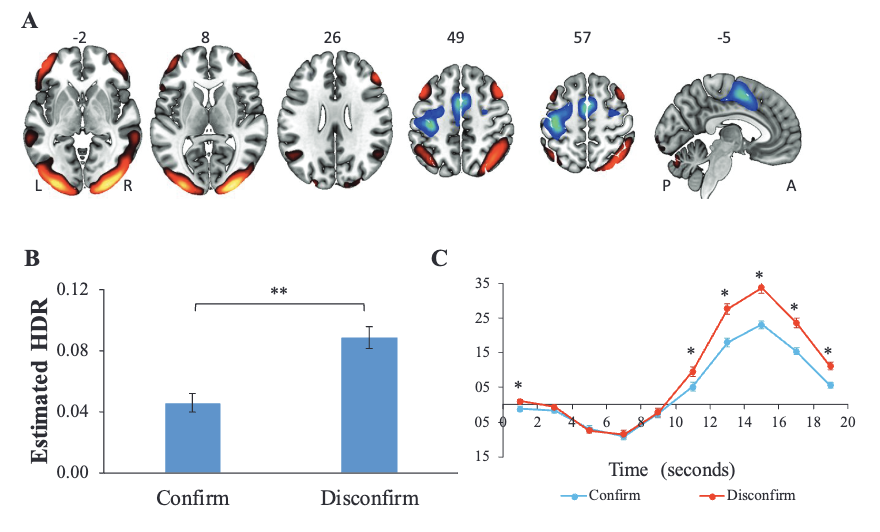 A
-2 8 26 49 57 -5
L R P A
B
Estimated HDR
0.12
0.08
0.04
0.00
**
Confirm Disconfirm
C
35
25
15
05
05
15
* * * * * *
0 2 4 6 8 10 12 14 16 18 20
Time (seconds)
Confirm Disconfirm